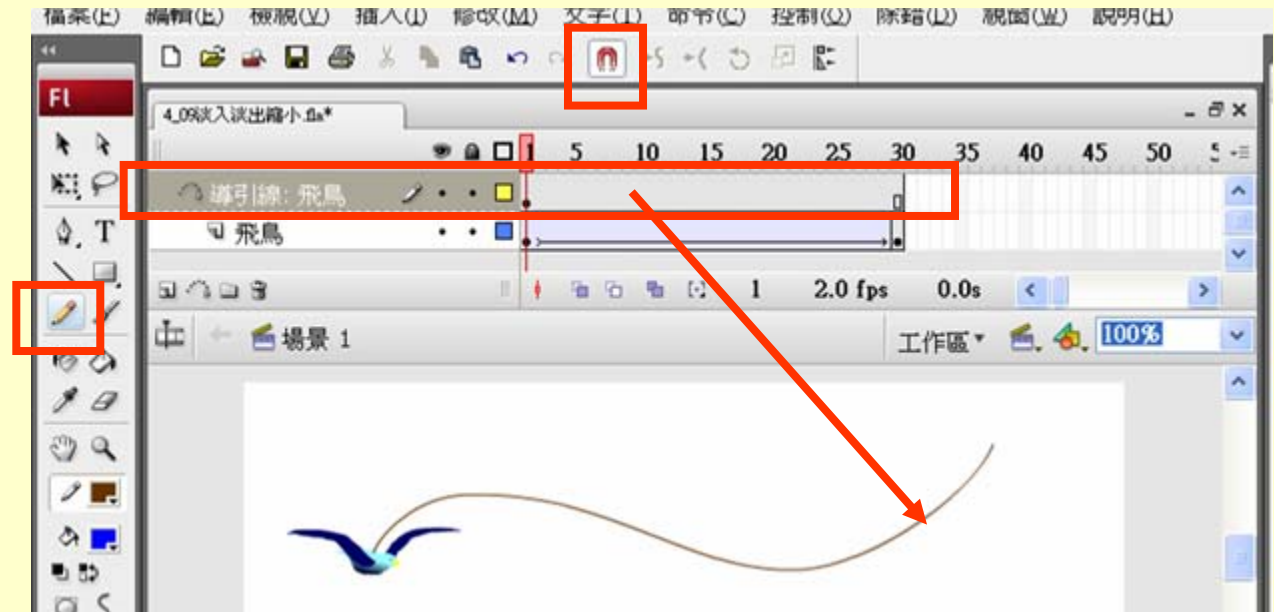 檔案(F) 編輯(E) 檢視(V) 插入(I) 修改(M) 文字(T) 命令(C) 控制(O) 除錯(D) 視窗(W) 說明(H)
Fl
4_09淡入淡出縮小.fla*
1 5 10 15 20 25 30 35 40 45 50
導引線: 飛鳥
飛鳥
1 2.0 fps 0.0s
場景 1 工作區 100%
T